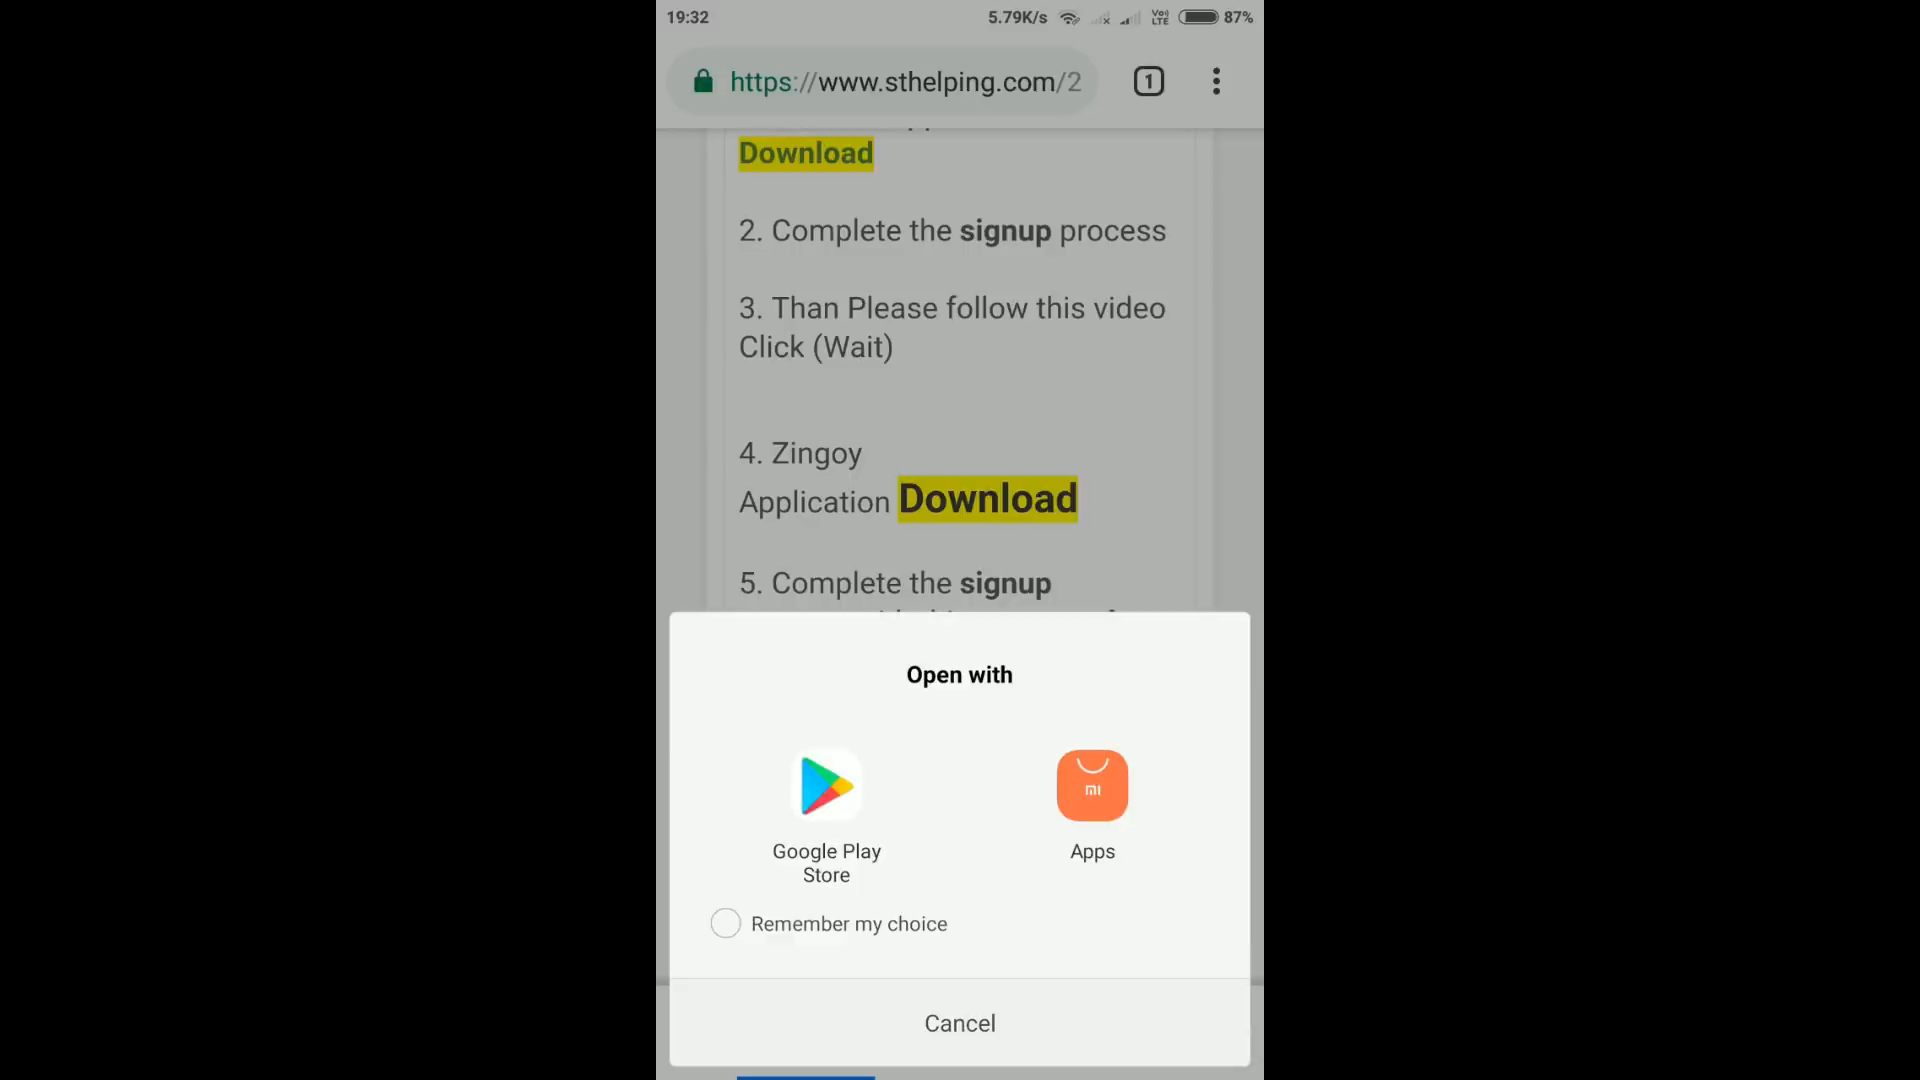 19:32
5.79K/s
Vo)
LTE
87%
https://www.sthelping.com/2
1
Download
2. Complete the signup process
3. Than Please follow this video
Click (Wait)
4. Zingoy
Application Download
5. Complete the signup
Open with
mi
Google Play
Store
Apps
Remember my choice
Cancel